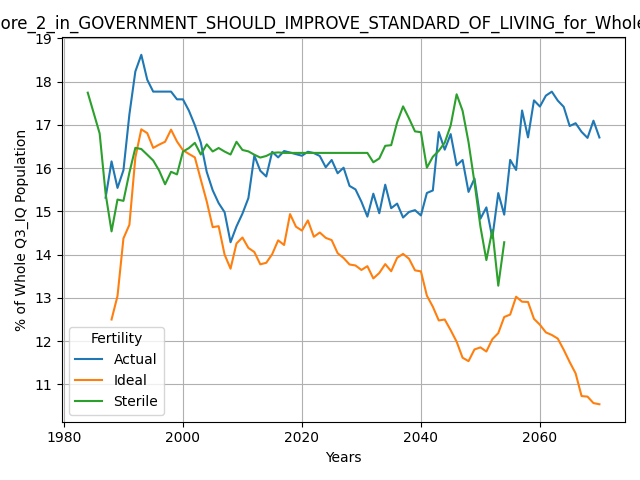 ore_2_in_GOVERNMENT_SHOULD_IMPROVE_STANDARD_OF_LIVING_for_Whole
19
18
17
16
15
14
13
12
11
% of Whole Q3_IQ Population
Fertility
Actual
Ideal
Sterile
1980 2000 2020 2040 2060
Years